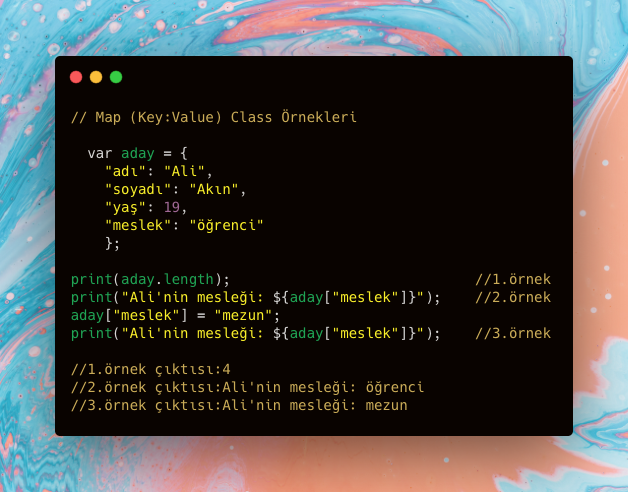 // Map (Key:Value) Class Örnekleri
var aday = {
"adı": "Ali",
"soyadı": "Akın",
"yaş": 19,
"meslek": "öğrenci"
};
print(aday.length); //1.örnek
print("Ali'nin mesleği: ${aday["meslek"]}"); //2.örnek
aday["meslek"] = "mezun";
print("Ali'nin mesleği: ${aday["meslek"]}"); //3.örnek
//1.örnek çıktısı:4
//2.örnek çıktısı:Ali'nin mesleği: öğrenci
//3.örnek çıktısı:Ali'nin mesleği: mezun